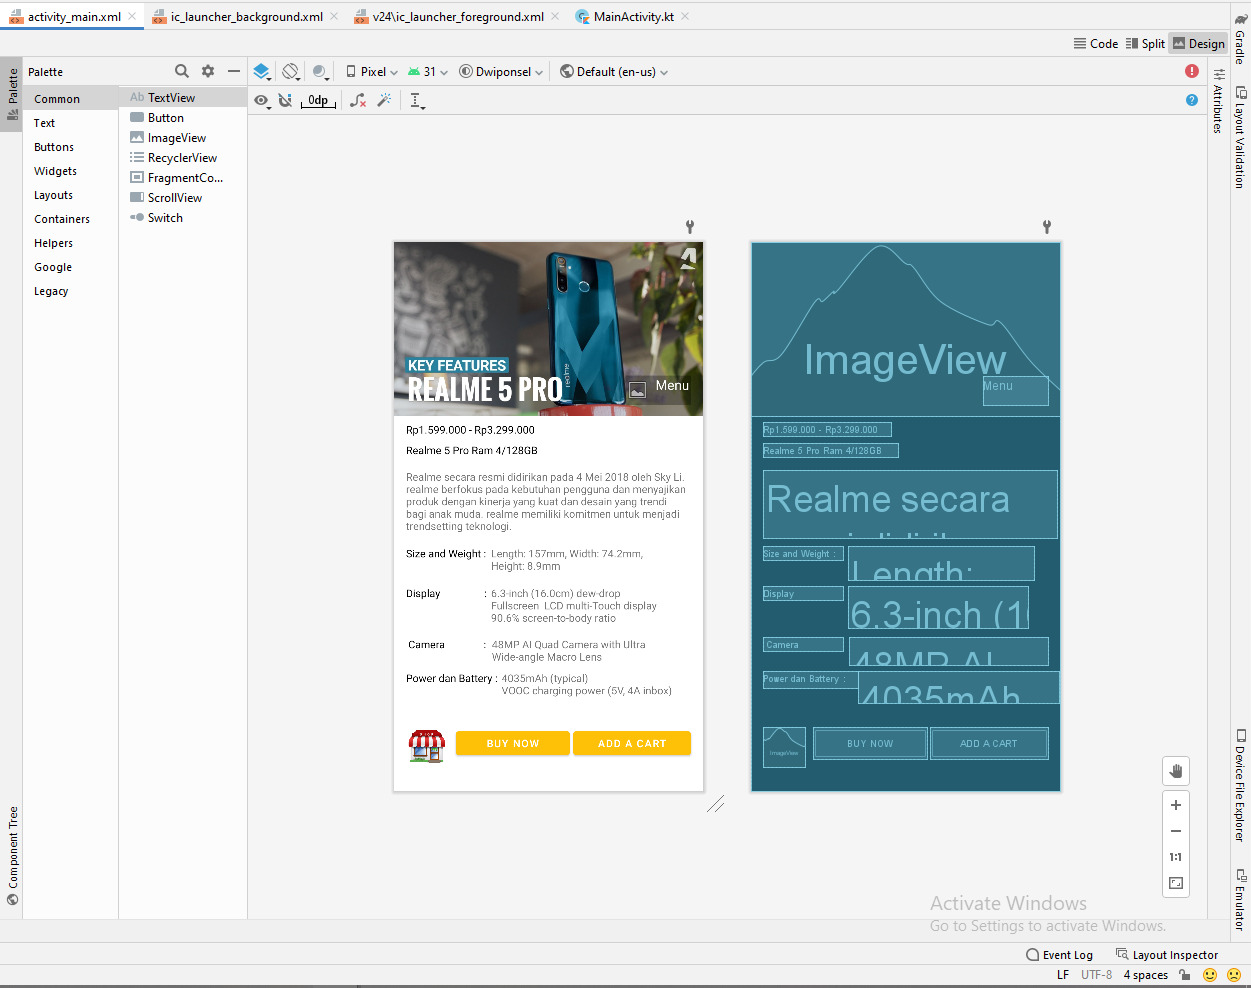 activity_main.xml
ic_launcher_background.xml
v24\ic_launcher_foreground.xml
MainActivity.kt
Code
Split
Design
Palette
Palette
Pixel
31
Dwiponsel
Default (en-us)
0dp
Common
Text
Buttons
Widgets
Layouts
Containers
Helpers
Google
Legacy
Ab TextView
Button
ImageView
RecyclerView
FragmentCo...
ScrollView
Switch
KEY FEATURES
REALME 5 PRO
realme
Menu
Rp1.599.000 - Rp3.299.000
Realme 5 Pro Ram 4/128GB
Realme secara resmi didirikan pada 4 Mei 2018 oleh Sky Li.
realme berfokus pada kebutuhan pengguna dan menyajikan
produk dengan kinerja yang kuat dan desain yang trendi
bagi anak muda. realme memiliki komitmen untuk menjadi
trendsetting teknologi.
Size and Weight : Length: 157mm, Width: 74.2mm,
Height: 8.9mm
Display : 6.3-inch (16.0cm) dew-drop
Fullscreen LCD multi-Touch display
90.6% screen-to-body ratio
Camera : 48MP AI Quad Camera with Ultra
Wide-angle Macro Lens
Power dan Battery : 4035mAh (typical)
VOOC charging power (5V, 4A inbox)
SHOP
BUY NOW
ADD A CART
ImageView
Menu
Rp1.599.000 - Rp3.299.000
Realme 5 Pro Ram 4/128GB
Realme secara
Size and Weight :
Length:
Display
6.3-inch (16
Camera
48MP AI
Power dan Battery :
4035mAh
ImageView
BUY NOW
ADD A CART
1:1
Activate Windows
Go to Settings to activate Windows.
Component Tree
Gradle
Attributes
Layout Validation
Device File Explorer
Emulator
Event Log
Layout Inspector
LF
UTF-8
4 spaces